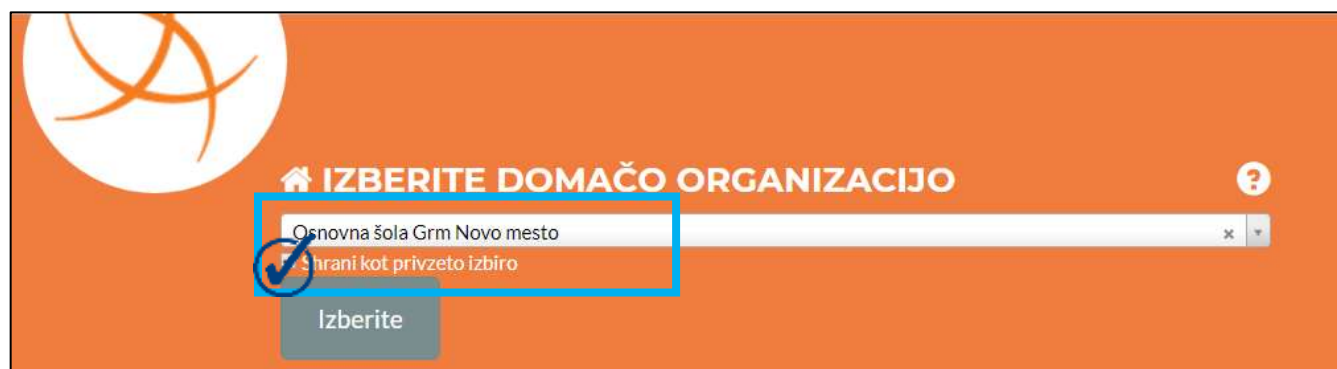 IZBERITE DOMAČO ORGANIZACIJO
Osnovna šola Grm Novo mesto
Shrani kot privzeto izbiro
Izberite